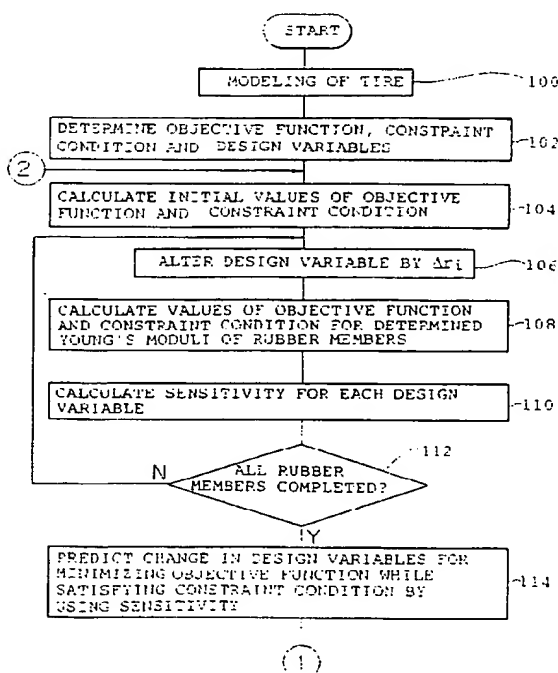 START
MODELING OF TIRE
100
DETERMINE OBJECTIVE FUNCTION, CONSTRAINT
CONDITION AND DESIGN VARIABLES
102
2
CALCULATE INITIAL VALUES OF OBJECTIVE
FUNCTION AND CONSTRAINT CONDITION
104
ALTER DESIGN VARIABLE BY Δri
106
CALCULATE VALUES OF OBJECTIVE FUNCTION
AND CONSTRAINT CONDITION FOR DETERMINED
YOUNG'S MODULI OF RUBBER MEMBERS
108
CALCULATE SENSITIVITY FOR EACH DESIGN
VARIABLE
110
112
ALL RUBBER
MEMBERS COMPLETED?
N
Y
PREDICT CHANGE IN DESIGN VARIABLES FOR
MINIMIZING OBJECTIVE FUNCTION WHILE
SATISFYING CONSTRAINT CONDITION BY
USING SENSITIVITY
114
1